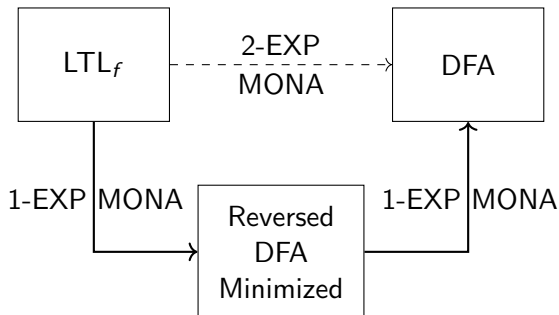 LTL_f
2-EXP
MONA
DFA
1-EXP MONA
Reversed
DFA
Minimized
1-EXP MONA